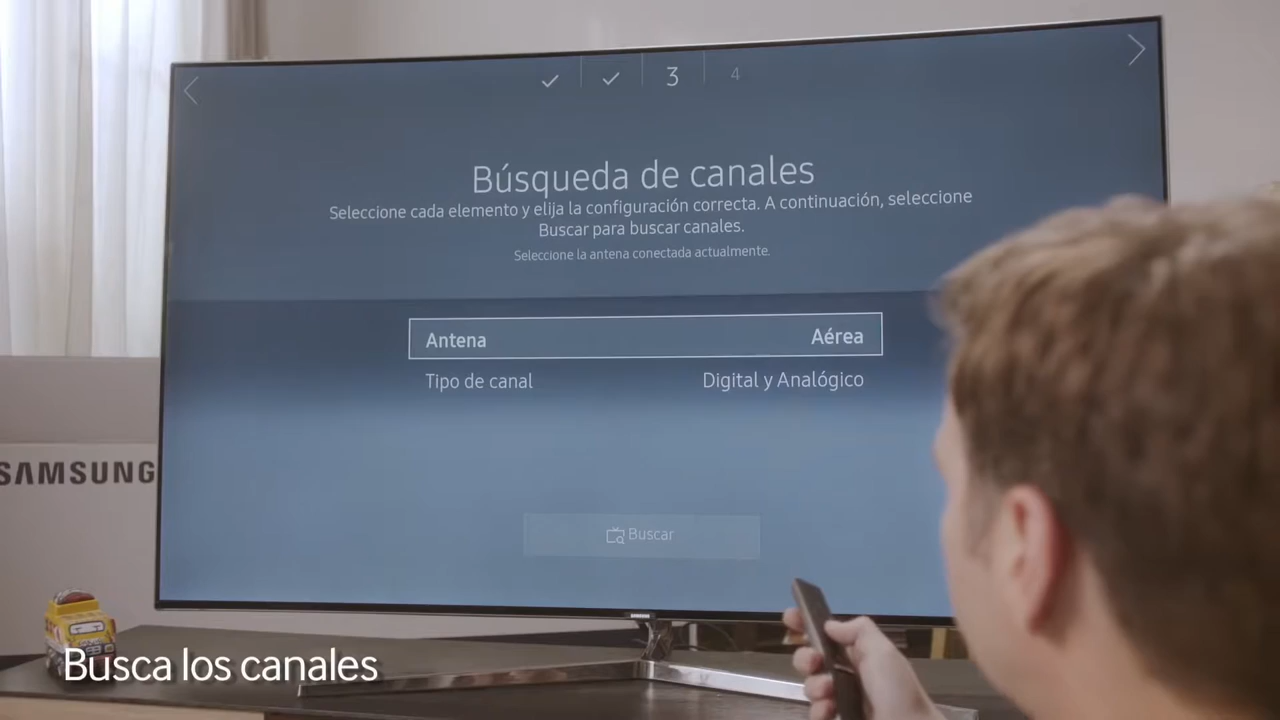 3
4
Búsqueda de canales
Seleccione cada elemento y elija la configuración correcta. A continuación, seleccione
Buscar para buscar canales.
Seleccione la antena conectada actualmente.
Antena Aérea
Tipo de canal Digital y Analógico
SAMSUNG
Buscar
SAMSUNG
Busca los canales